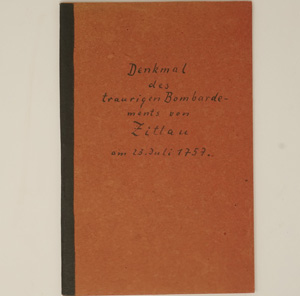 Denkmal
des
traurigen Bombarde-
ments von
Zittau
am 23. Juli 1757.